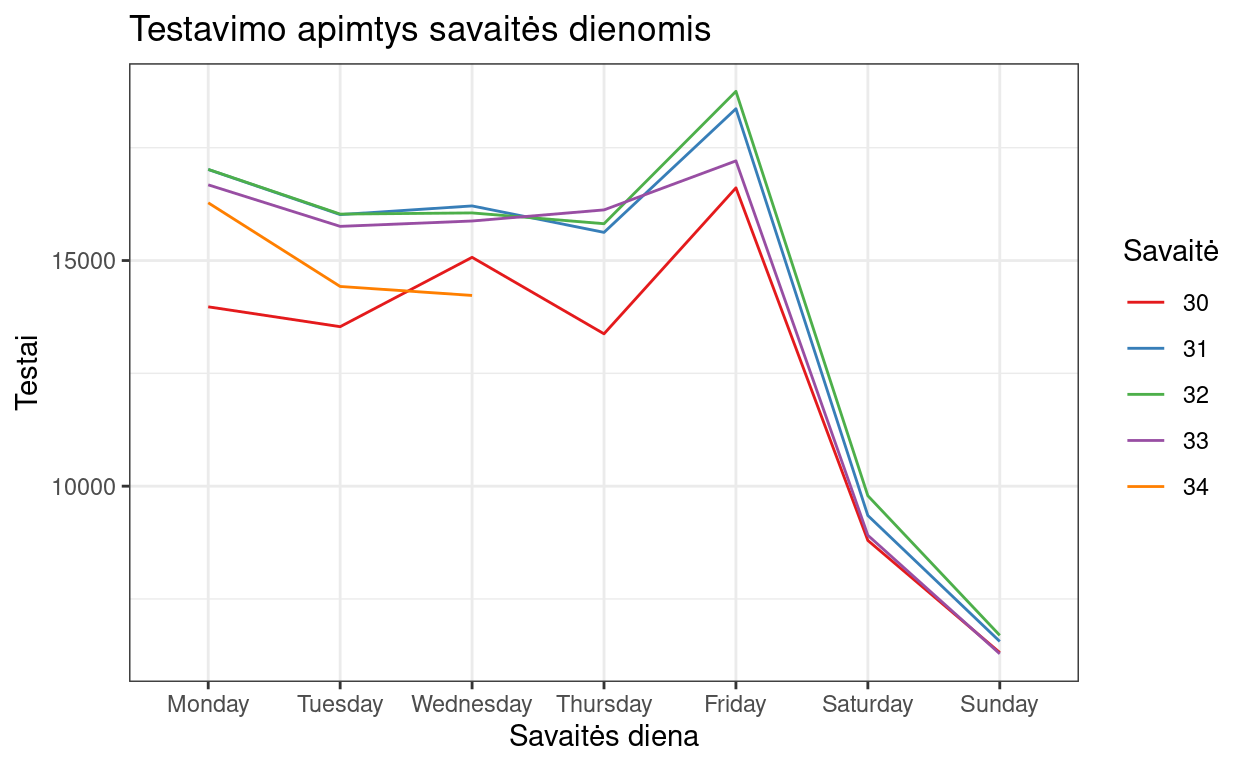 Testavimo apimtys savaitės dienomis
Testai
15000
10000
Monday Tuesday Wednesday Thursday Friday Saturday Sunday
Savaitės diena
Savaitė
30
31
32
33
34